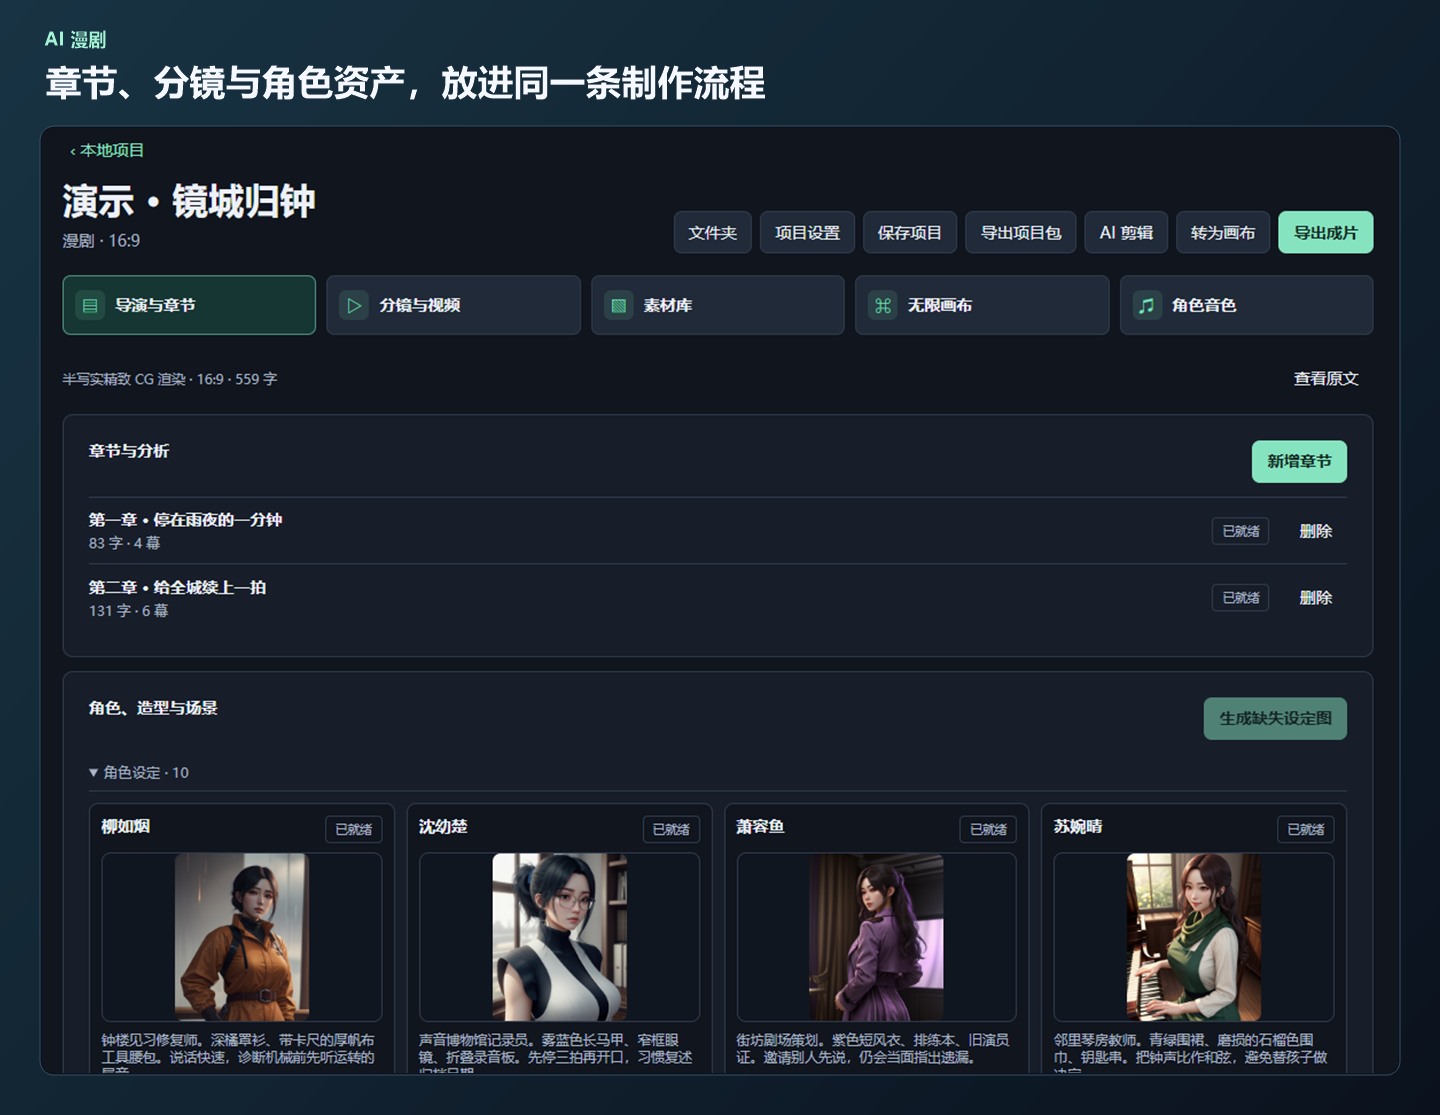 AI 漫剧
章节、分镜与角色资产，放进同一条制作流程
‹ 本地项目
演示 • 镜城归钟
漫剧 · 16:9
文件夹
项目设置
保存项目
导出项目包
AI 剪辑
转为画布
导出成片
导演与章节
分镜与视频
素材库
无限画布
角色音色
半写实精致 CG 渲染 · 16:9 · 559 字
查看原文
章节与分析
新增章节
第一章 • 停在雨夜的一分钟
83 字 · 4 幕
已就绪
删除
第二章 • 给全城续上一拍
131 字 · 6 幕
已就绪
删除
角色、造型与场景
生成缺失设定图
▼ 角色设定 · 10
柳如烟
已就绪
沈幼楚
已就绪
萧容鱼
已就绪
苏婉晴
已就绪
钟楼见习修复师。深橘罩衫、带卡尺的厚帆布
工具腰包。说话快速，诊断机械前先听运转的
声音博物馆记录员。雾蓝色长马甲、窄框眼
镜、折叠录音板。先停三拍再开口，习惯复述
街坊剧场策划。紫色短风衣、排练本、旧演员
证。邀请别人先说，仍会当面指出遗漏。
邻里琴房教师。青绿围裙、磨损的石榴色围
巾、钥匙串。把钟声比作和弦，避免替孩子做